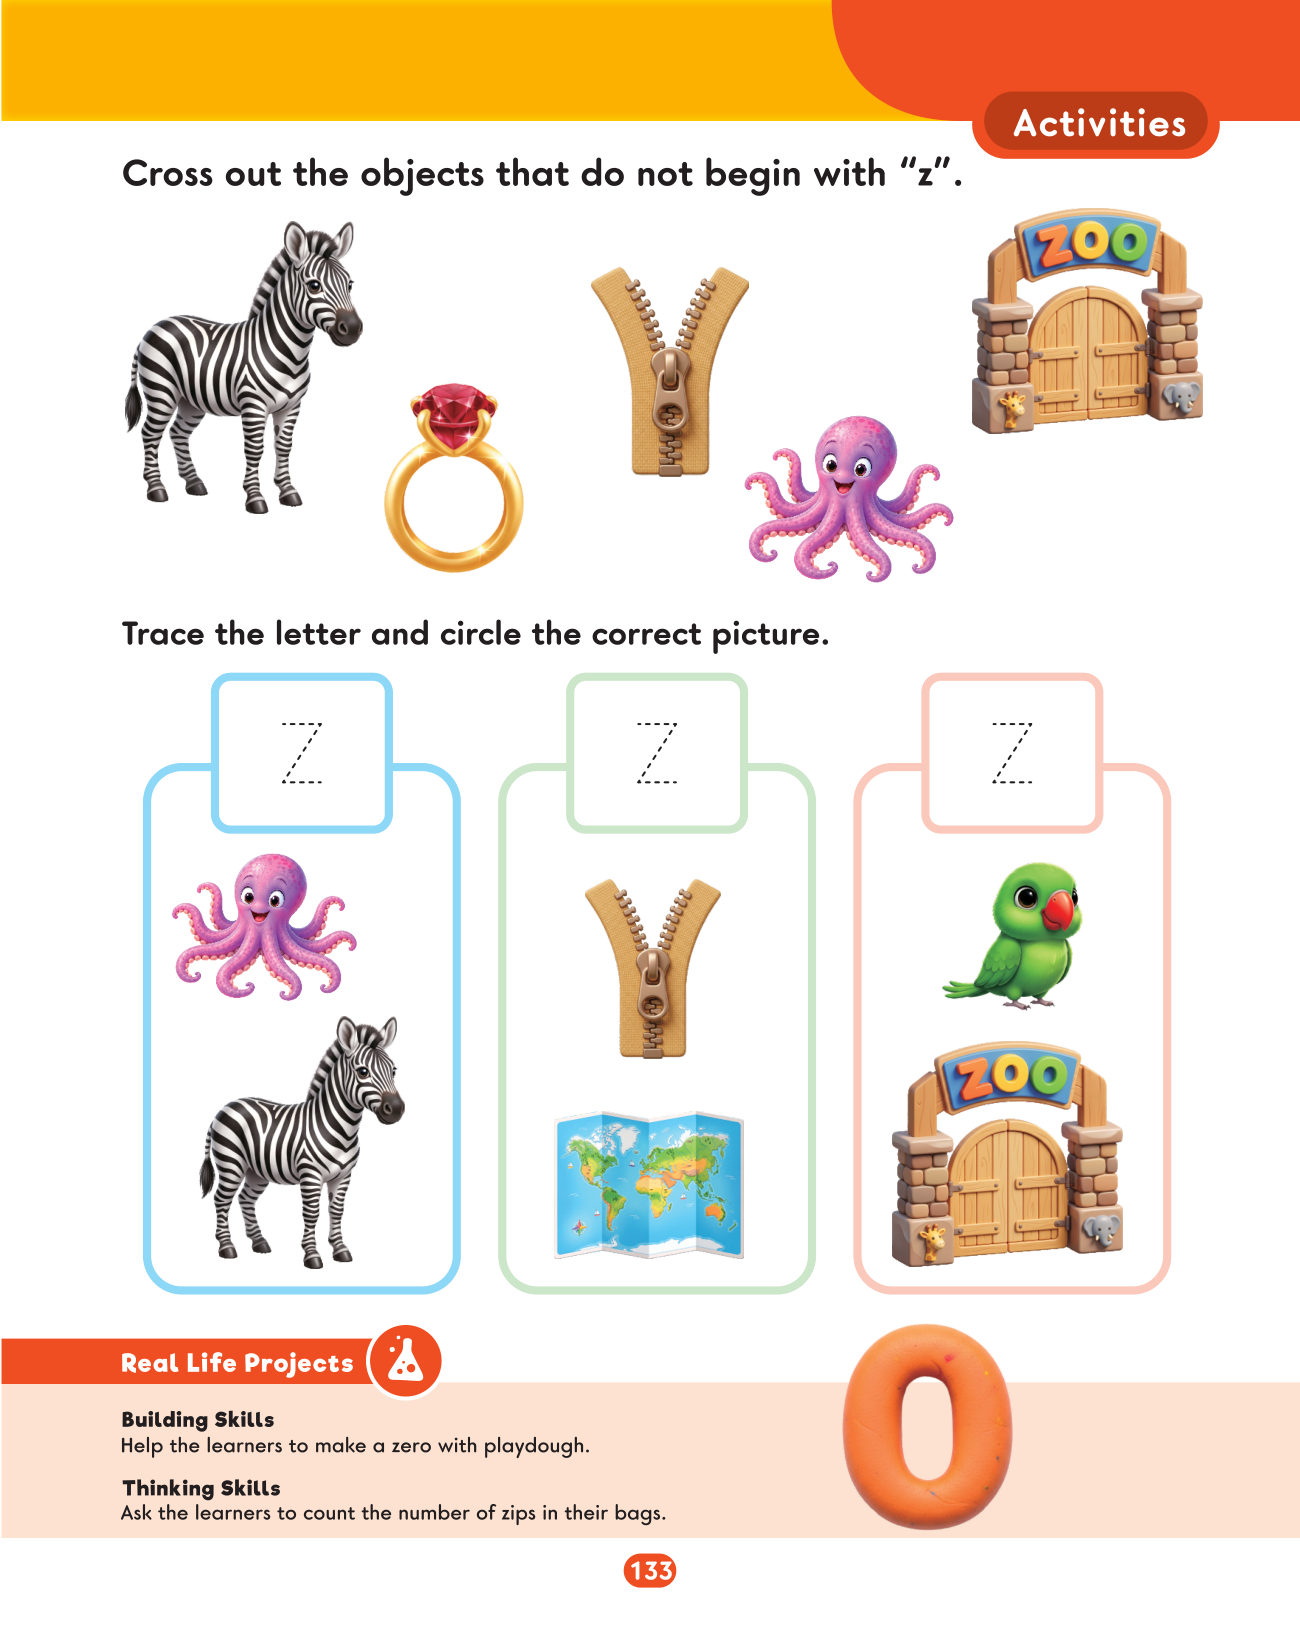 Activities
Cross out the objects that do not begin with “z”.
ZOO
Trace the letter and circle the correct picture.
z z z
ZOO
Real Life Projects
Building Skills
Help the learners to make a zero with playdough.
Thinking Skills
Ask the learners to count the number of zips in their bags.
0
133